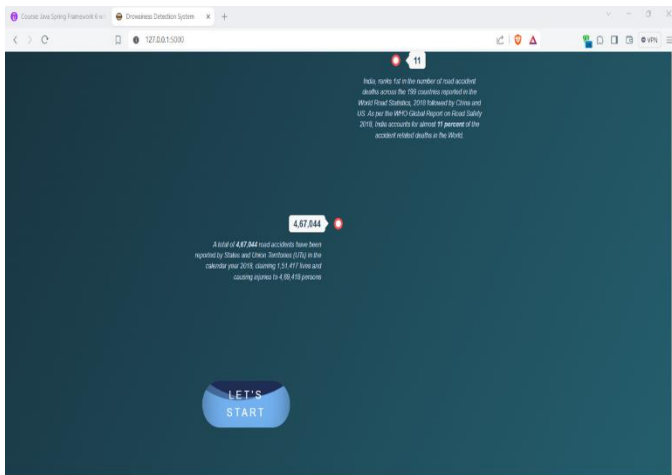 Drowsiness Detection System
127.0.0.1:5000
VPN
11
India, ranks 1st in the number of road accident
deaths across the 199 countries reported in the
World Road Statistics, 2018 followed by China and
US. As per the WHO Global Report on Road Safety
2018, India accounts for almost 11 percent of the
accident related deaths in the World.
4,67,044
A total of 4,67,044 road accidents have been
reported by States and Union Territories (UTs) in the
calendar year 2018, claiming 1,51,417 lives and
causing injuries to 4,69,418 persons
LET'S
START